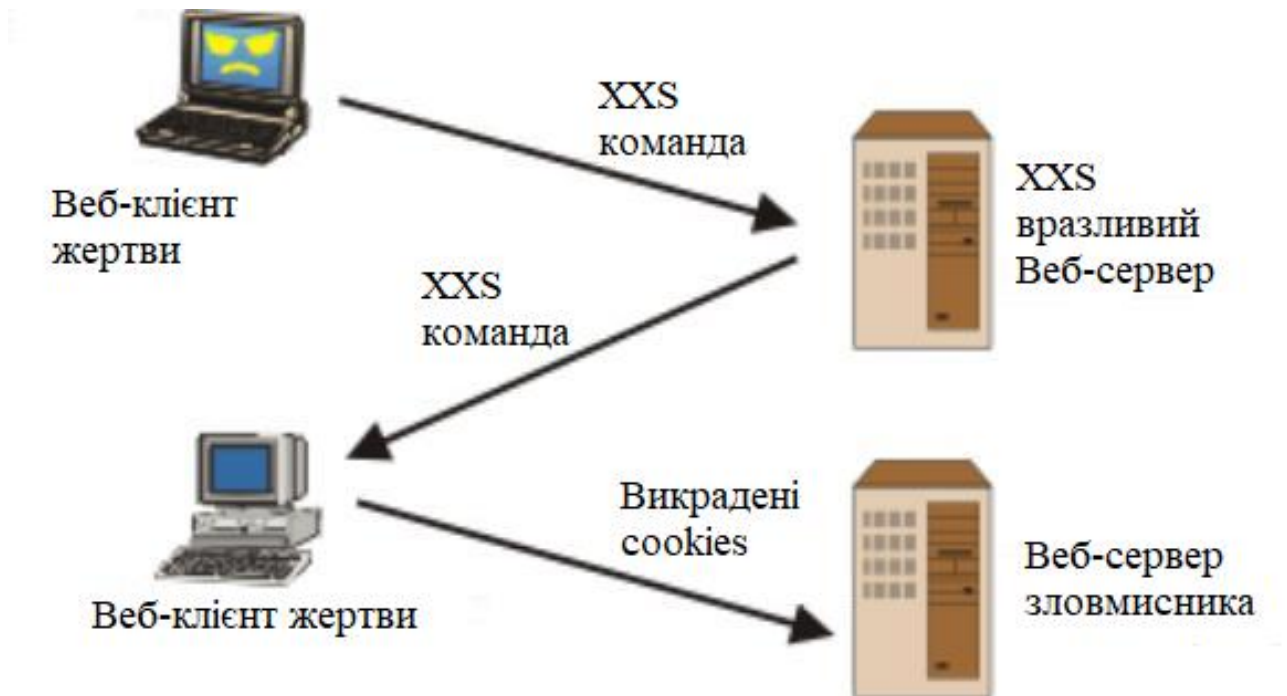 XXS
команда
Веб-клієнт
жертви
XXS
вразливий
Веб-сервер
XXS
команда
Викрадені
cookies
Веб-клієнт жертви
Веб-сервер
зловмисника